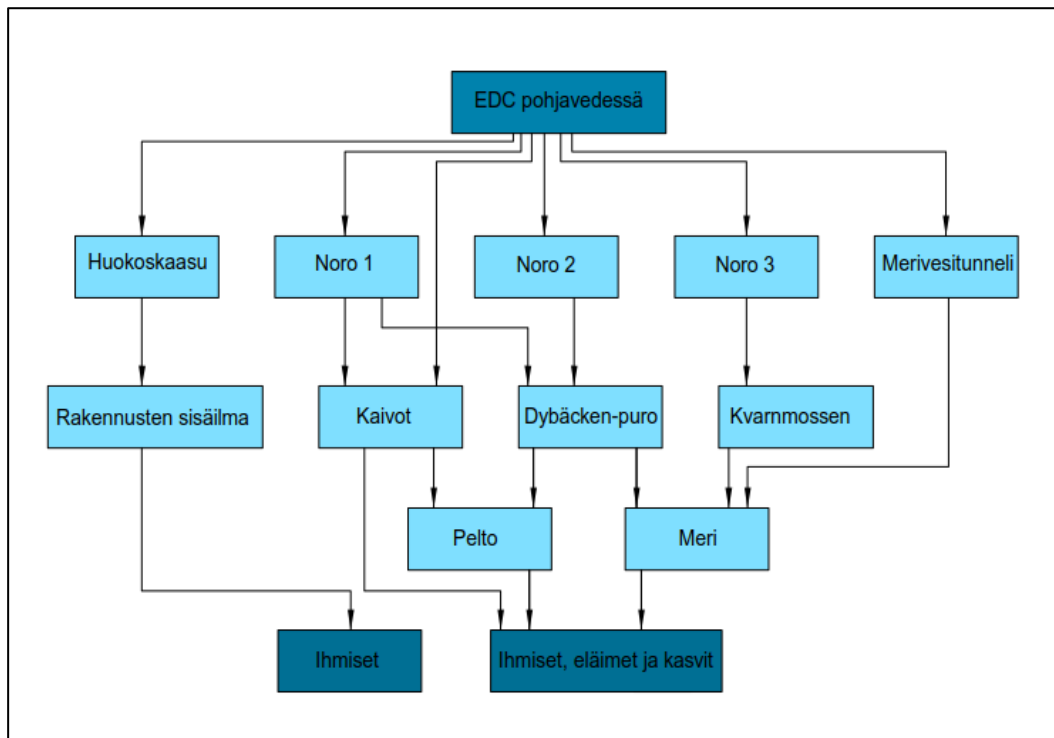 EDC pohjavedessä
Huokoskaasu
Noro 1
Noro 2
Noro 3
Merivesitunneli
Rakennusten sisäilma
Kaivot
Dybäcken-puro
Kvarnmossen
Pelto
Meri
Ihmiset
Ihmiset, eläimet ja kasvit